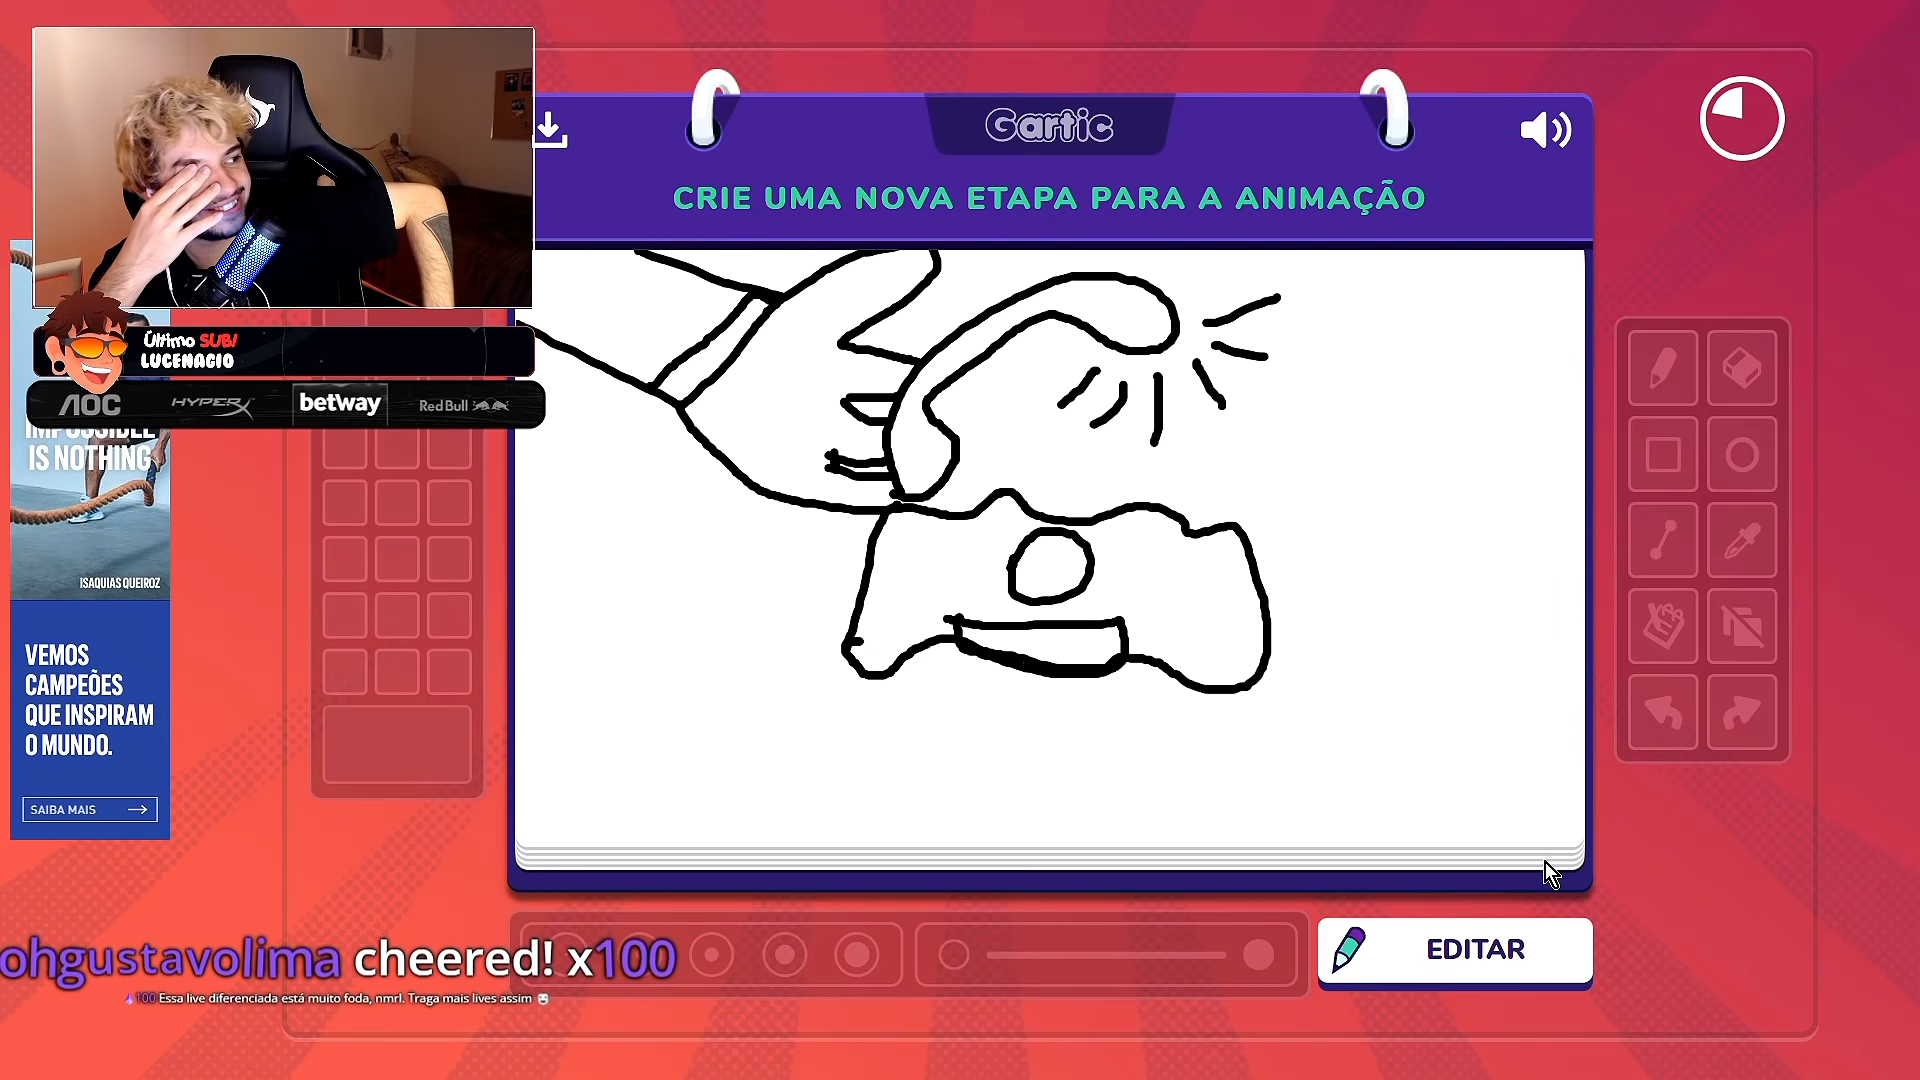 Gartic
CRIE UMA NOVA ETAPA PARA A ANIMAÇÃO
Último SUB!
LUCENAGIO
AOC HYPERX betway Red Bull
IMPOSSIBLE
IS NOTHING
ISAQUIAS QUEIROZ
VEMOS
CAMPEÕES
QUE INSPIRAM
O MUNDO.
SAIBA MAIS
EDITAR
ohgustavolima cheered! x100
100 Essa live diferenciada está muito foda, nmrl. Traga mais lives assim